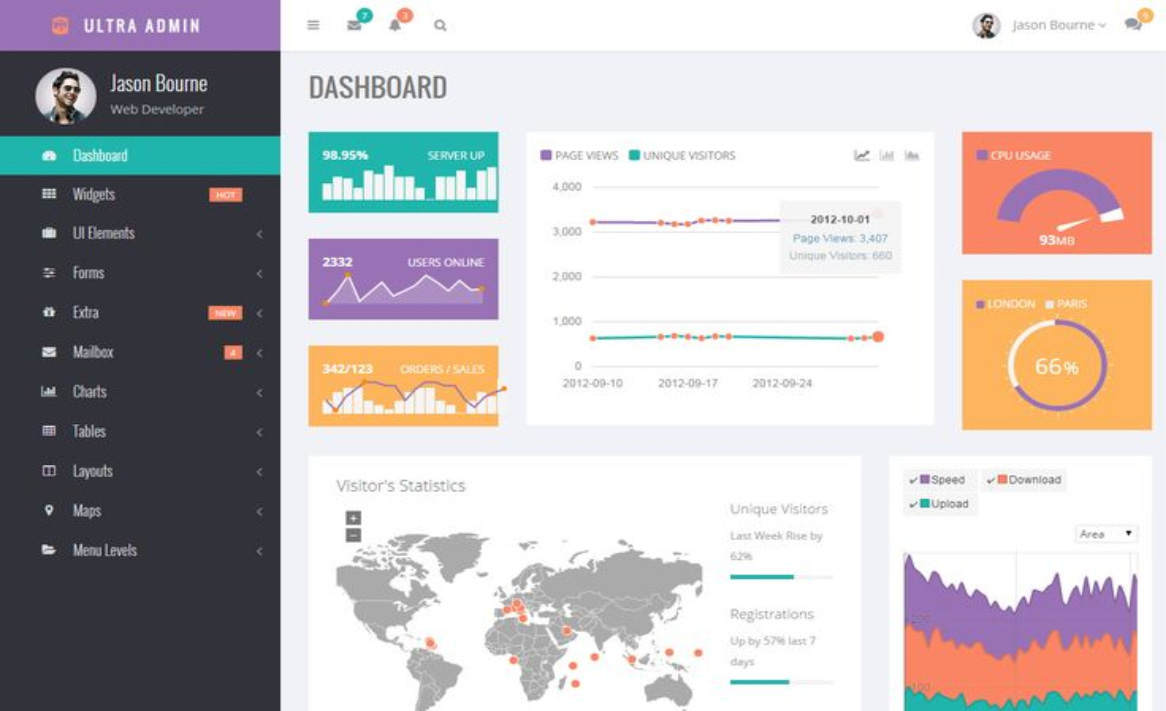 ULTRA ADMIN
7
3
Jason Bourne
Jason Bourne
Web Developer
Dashboard
Widgets HOT
UI Elements
Forms
Extra NEW
Mailbox 4
Charts
Tables
Layouts
Maps
Menu Levels
DASHBOARD
98.95% SERVER UP
2332 USERS ONLINE
342/123 ORDERS / SALES
PAGE VIEWS UNIQUE VISITORS
4,000
3,000
2,000
1,000
0
2012-09-10 2012-09-17 2012-09-24
2012-10-01
Page Views: 3,407
Unique Visitors: 660
CPU USAGE
93MB
LONDON PARIS
66%
Visitor's Statistics
+
−
Unique Visitors
Last Week Rise by
62%
Registrations
Up by 57% last 7
days
Speed Download
Upload
Area
100